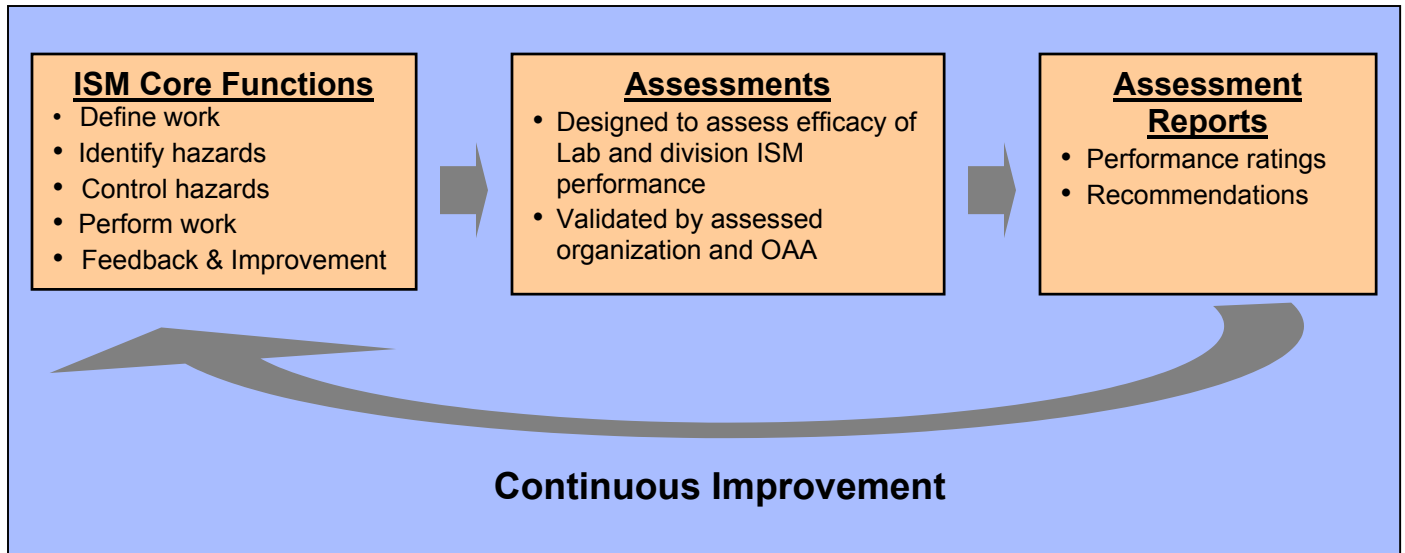 ISM Core Functions
• Define work
• Identify hazards
• Control hazards
• Perform work
• Feedback & Improvement
Assessments
• Designed to assess efficacy of
Lab and division ISM
performance
• Validated by assessed
organization and OAA
Assessment
Reports
• Performance ratings
• Recommendations
Continuous Improvement